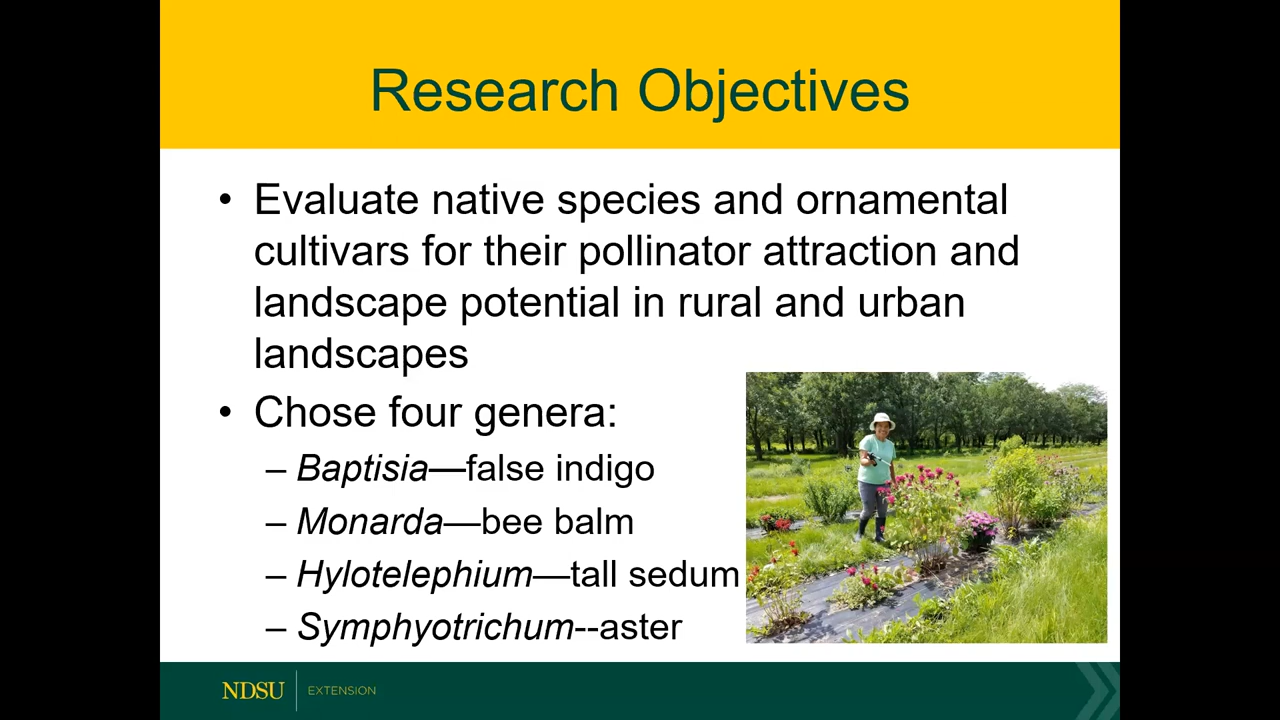 Research Objectives
• Evaluate native species and ornamental
cultivars for their pollinator attraction and
landscape potential in rural and urban
landscapes
• Chose four genera:
– Baptisia—false indigo
– Monarda—bee balm
– Hylotelephium—tall sedum
– Symphyotrichum--aster
NDSU EXTENSION